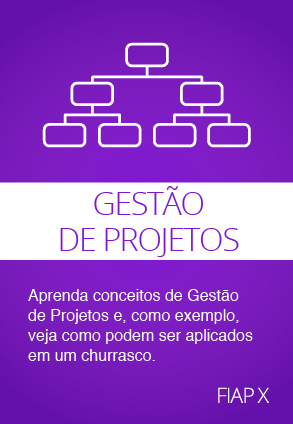 GESTÃO
DE PROJETOS
Aprenda conceitos de Gestão
de Projetos e, como exemplo,
veja como podem ser aplicados
em um churrasco.
FIAP X